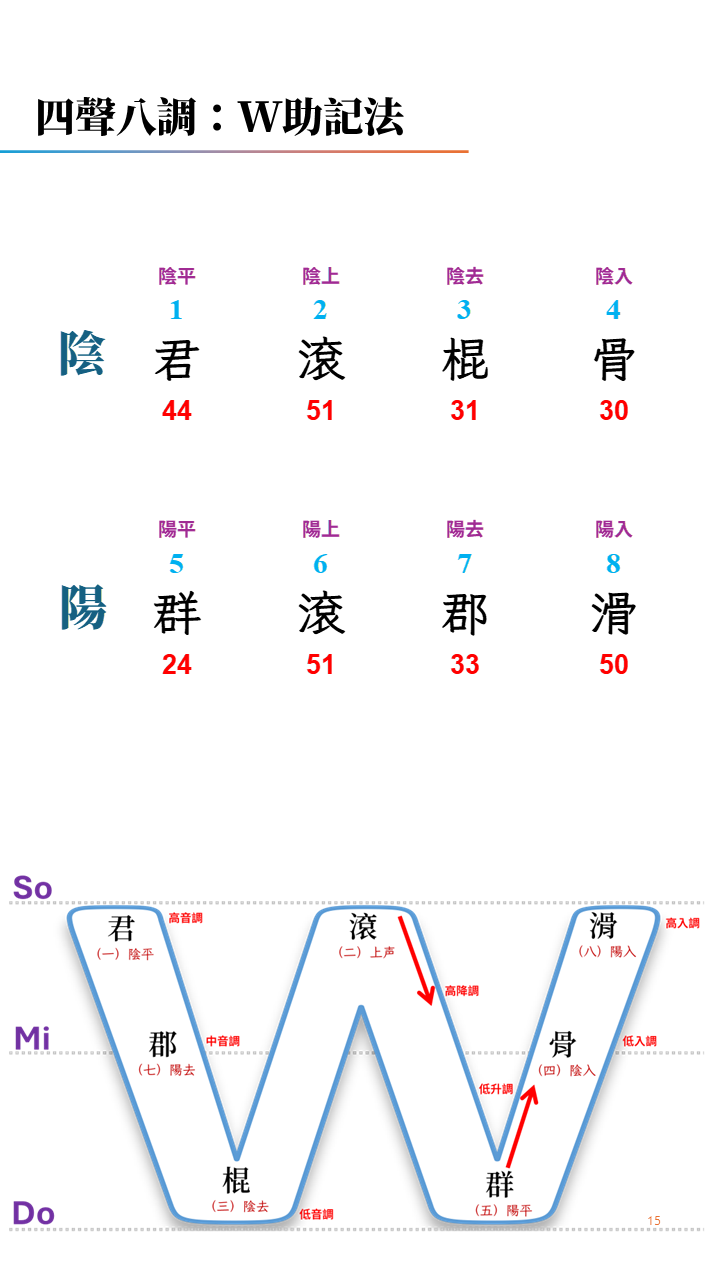 四聲八調：W助記法
陰平 陰上 陰去 陰入
1 2 3 4
陰 君 滾 棍 骨
44 51 31 30
陽平 陽上 陽去 陽入
5 6 7 8
陽 群 滾 郡 滑
24 51 33 50
So
君 滾 滑
高音調 高入調
（一）陰平 （二）上声 （八）陽入
高降調
Mi 郡 中音調 骨 低入調
（七）陽去 （四）陰入
低升調
棍 群
（三）陰去 （五）陽平
Do 低音調 15